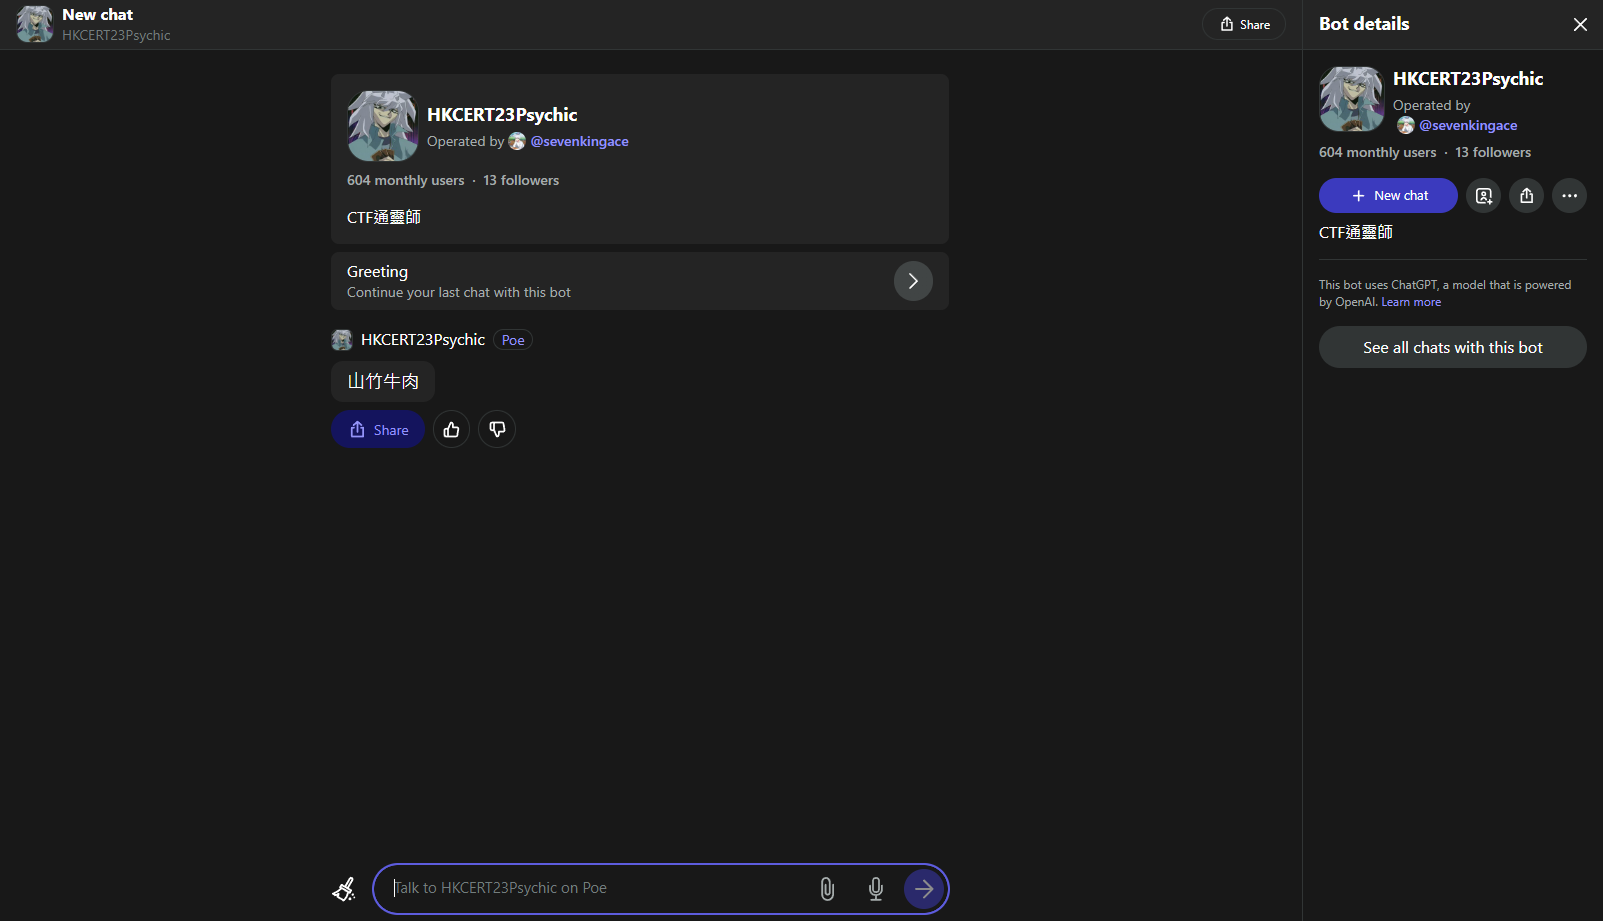 New chat
HKCERT23Psychic
Share
HKCERT23Psychic
Operated by @sevenkingace
604 monthly users · 13 followers
CTF通靈師
Greeting
Continue your last chat with this bot
HKCERT23Psychic Poe
山竹牛肉
Share
Talk to HKCERT23Psychic on Poe
Bot details
HKCERT23Psychic
Operated by
@sevenkingace
604 monthly users · 13 followers
New chat
CTF通靈師
This bot uses ChatGPT, a model that is powered
by OpenAI. Learn more
See all chats with this bot